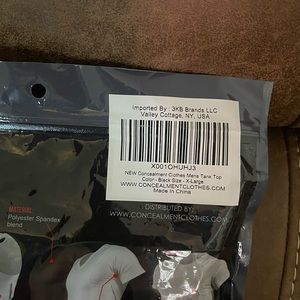 Imported By : 3KB Brands LLC
Valley Cottage, NY, USA
X001OHUHJ3
NEW Concealment Clothes Mens Tank Top
Color - Black Size - X-Large
WWW.CONCEALMENTCLOTHES.COM
Made In China
MATERIAL
Polyester Spandex
blend
DISTRIBUTED BY:
WWW.CONCEALMENTCLOTHES.COM